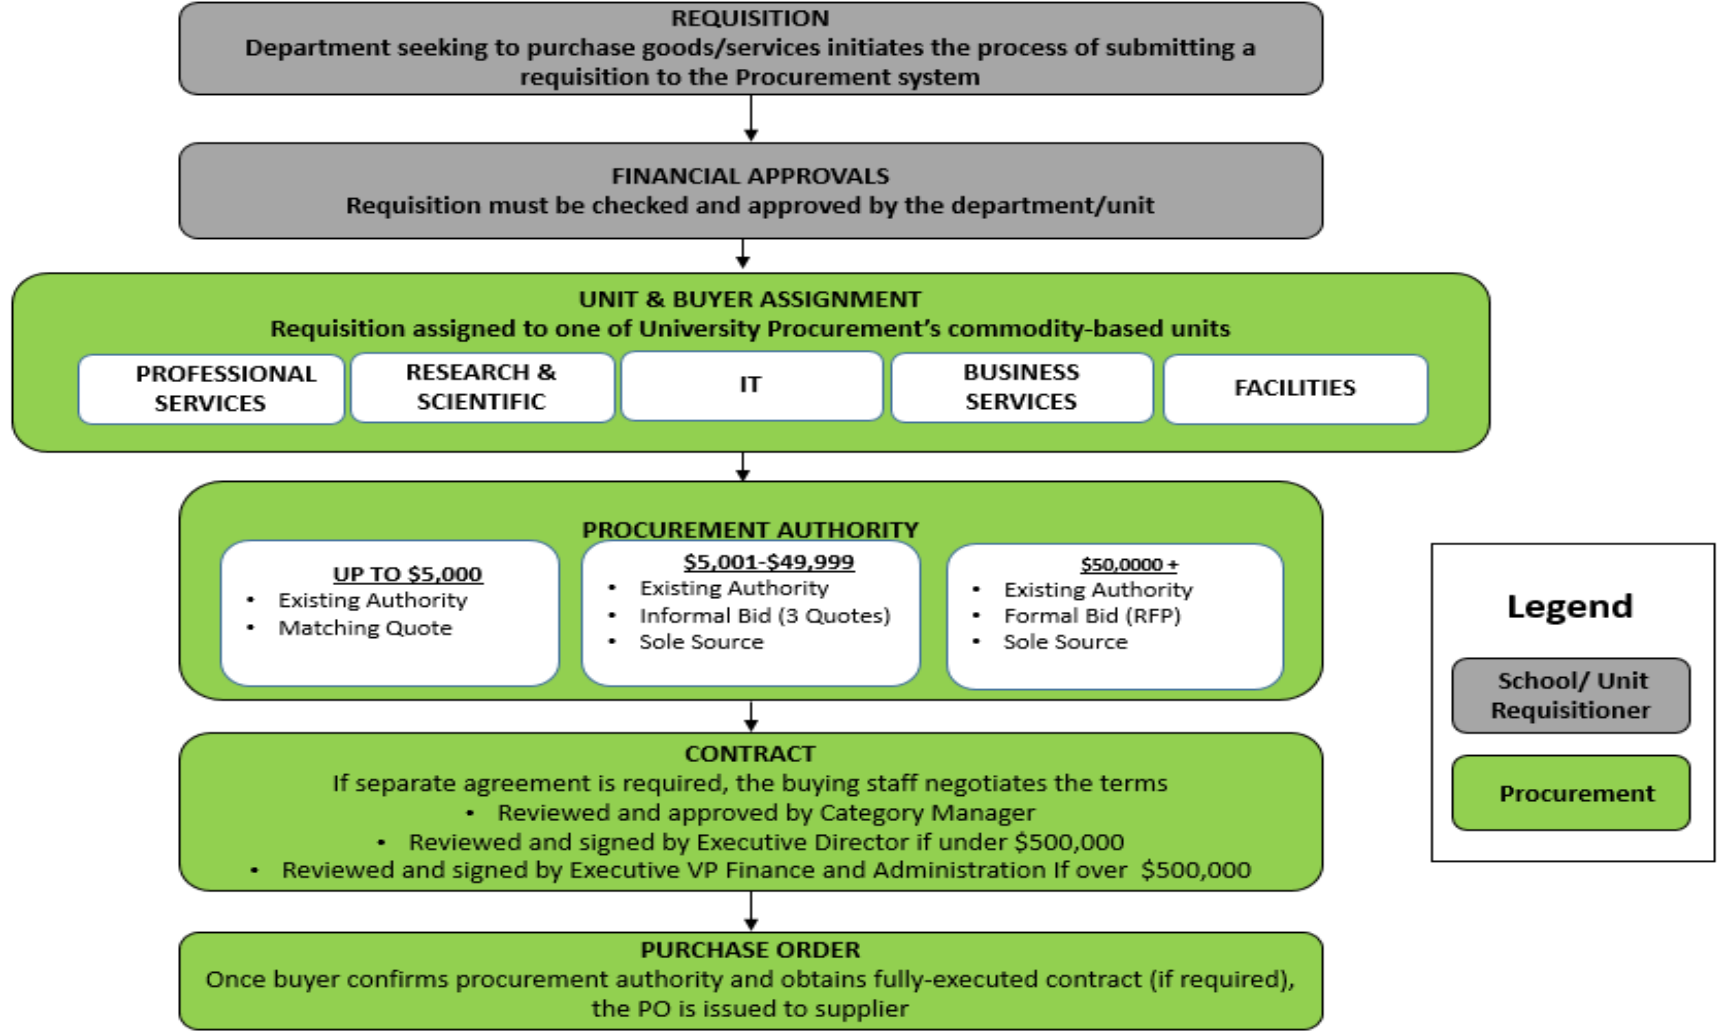 REQUISITION
Department seeking to purchase goods/services initiates the process of submitting a
requisition to the Procurement system
FINANCIAL APPROVALS
Requisition must be checked and approved by the department/unit
UNIT & BUYER ASSIGNMENT
Requisition assigned to one of University Procurement's commodity-based units
PROFESSIONAL
SERVICES
RESEARCH &
SCIENTIFIC
IT
BUSINESS
SERVICES
FACILITIES
PROCUREMENT AUTHORITY
UP TO $5,000
• Existing Authority
• Matching Quote
$5,001-$49,999
• Existing Authority
• Informal Bid (3 Quotes)
• Sole Source
$50,0000 +
• Existing Authority
• Formal Bid (RFP)
• Sole Source
CONTRACT
If separate agreement is required, the buying staff negotiates the terms
• Reviewed and approved by Category Manager
• Reviewed and signed by Executive Director if under $500,000
• Reviewed and signed by Executive VP Finance and Administration If over $500,000
PURCHASE ORDER
Once buyer confirms procurement authority and obtains fully-executed contract (if required),
the PO is issued to supplier
Legend
School/ Unit
Requisitioner
Procurement